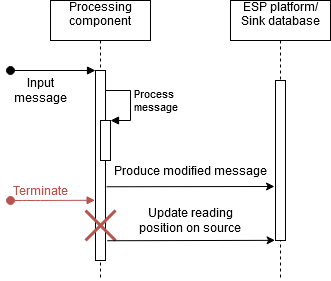 Processing
component
ESP platform/
Sink database
Input
message
Process
message
Produce modified message
Terminate
Update reading
position on source